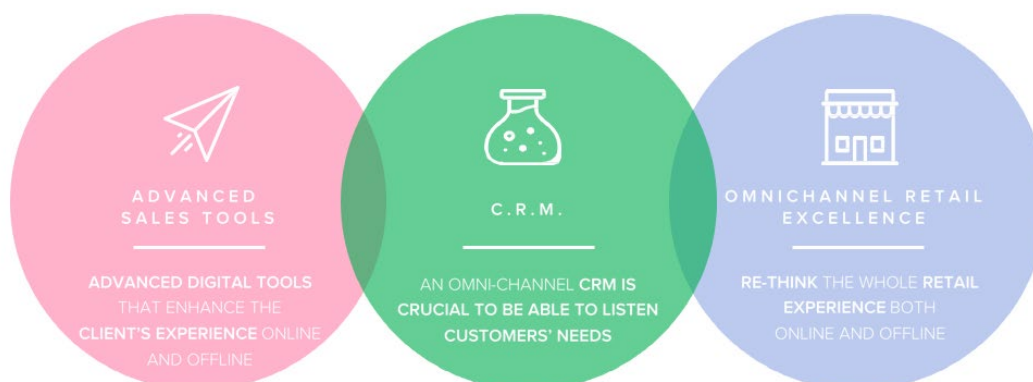 ADVANCED
SALES TOOLS
ADVANCED DIGITAL TOOLS
THAT ENHANCE THE
CLIENT'S EXPERIENCE ONLINE
AND OFFLINE
C.R.M.
AN OMNI-CHANNEL CRM IS
CRUCIAL TO BE ABLE TO LISTEN
CUSTOMERS' NEEDS
OMNICHANNEL RETAIL
EXCELLENCE
RE-THINK THE WHOLE RETAIL
EXPERIENCE BOTH
ONLINE AND OFFLINE